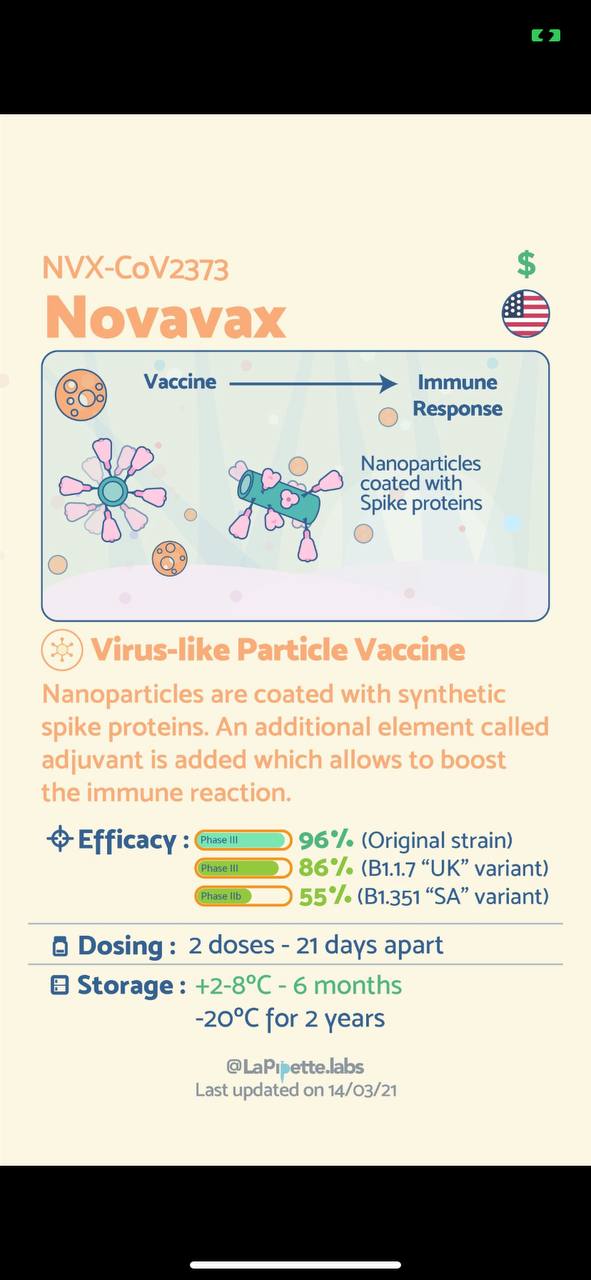 NVX-CoV2373
$
Novavax
Vaccine
Immune
Response
Nanoparticles
coated with
Spike proteins
Virus-like Particle Vaccine
Nanoparticles are coated with synthetic
spike proteins. An additional element called
adjuvant is added which allows to boost
the immune reaction.
Efficacy : Phase III 96% (Original strain)
Phase III 86% (B1.1.7 “UK” variant)
Phase IIb 55% (B1.351 “SA” variant)
Dosing : 2 doses - 21 days apart
Storage : +2-8°C - 6 months
-20°C for 2 years
@LaPipette.labs
Last updated on 14/03/21